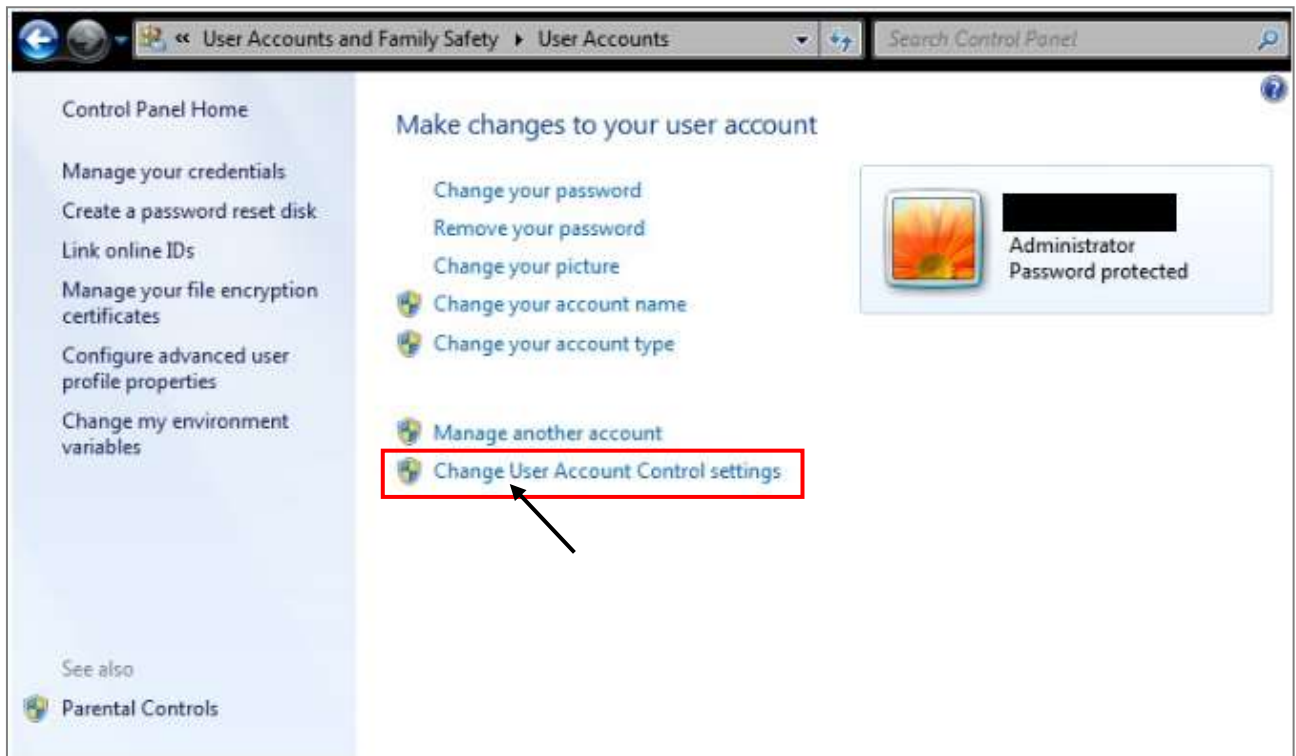 « User Accounts and Family Safety ▸ User Accounts
Search Control Panel
Control Panel Home
Manage your credentials
Create a password reset disk
Link online IDs
Manage your file encryption
certificates
Configure advanced user
profile properties
Change my environment
variables
See also
Parental Controls
Make changes to your user account
Change your password
Remove your password
Change your picture
Change your account name
Change your account type
Manage another account
Change User Account Control settings
Administrator
Password protected